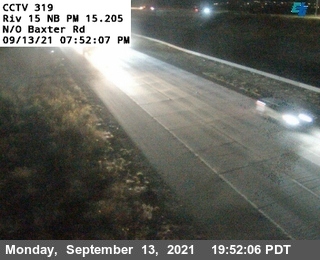 CCTV 319
Riv 15 NB PM 15.205
N/O Baxter Rd
09/13/21 07:52:07 PM
Monday, September 13, 2021 19:52:06 PDT